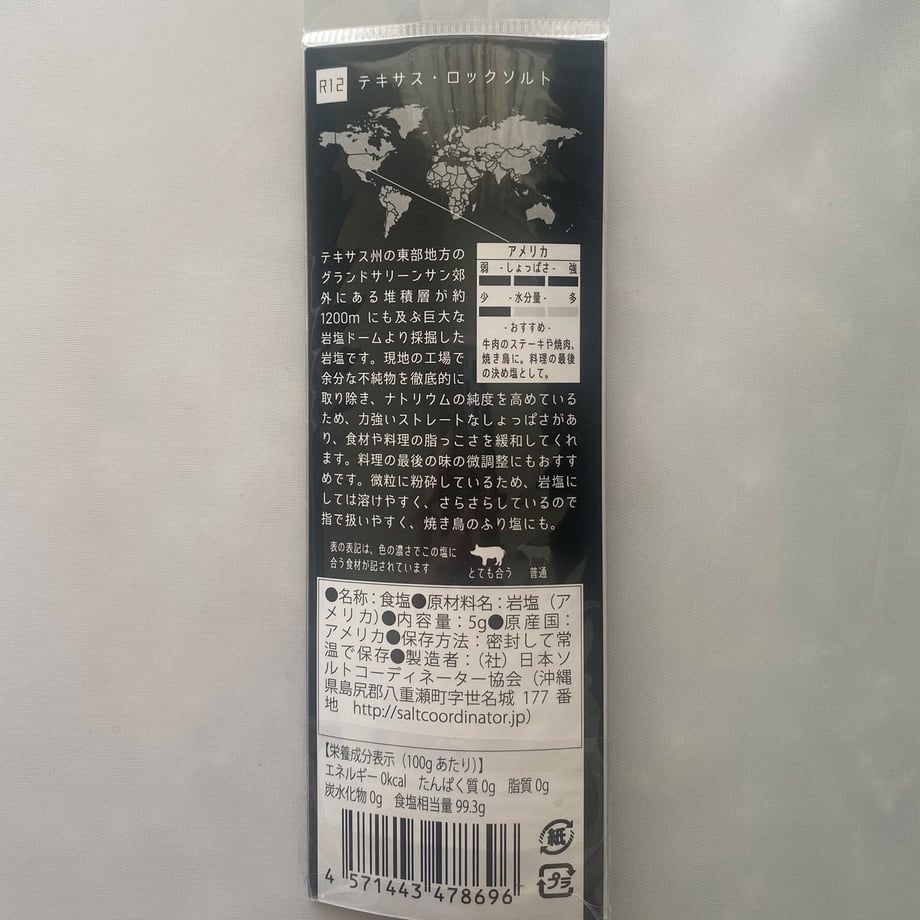 R12 テキサス・ロックソルト
アメリカ
弱 -しょっぱさ- 強
少 -水分量- 多
-おすすめ-
牛肉のステーキや焼肉、
焼き鳥に。料理の最後
の決め塩として。
テキサス州の東部地方の
グランドサリーンサン郊
外にある堆積層が約
1200m にも及ぶ巨大な
岩塩ドームより採掘した
岩塩です。現地の工場で
余分な不純物を徹底的に
取り除き、ナトリウムの純度を高めている
ため、力強いストレートなしょっぱさがあ
り、食材や料理の脂っこさを緩和してくれ
ます。料理の最後の味の微調整にもおすす
めです。微粒に粉砕しているため、岩塩に
しては溶けやすく、さらさらしているので
指で扱いやすく、焼き鳥のふり塩にも。
表の表記は、色の濃さでこの塩に
合う食材が記されています
とても合う 普通
●名称：食塩●原材料名：岩塩（ア
メリカ）●内容量：5g●原産国：
アメリカ●保存方法：密封して常
温で保存●製造者：（社）日本ソ
ルトコーディネーター協会（沖縄
県島尻郡八重瀬町字世名城 177 番
地 http://saltcoordinator.jp）
【栄養成分表示（100g あたり）】
エネルギー 0kcal たんぱく質 0g 脂質 0g
炭水化物 0g 食塩相当量 99.3g
紙
プラ
4 571443 478696